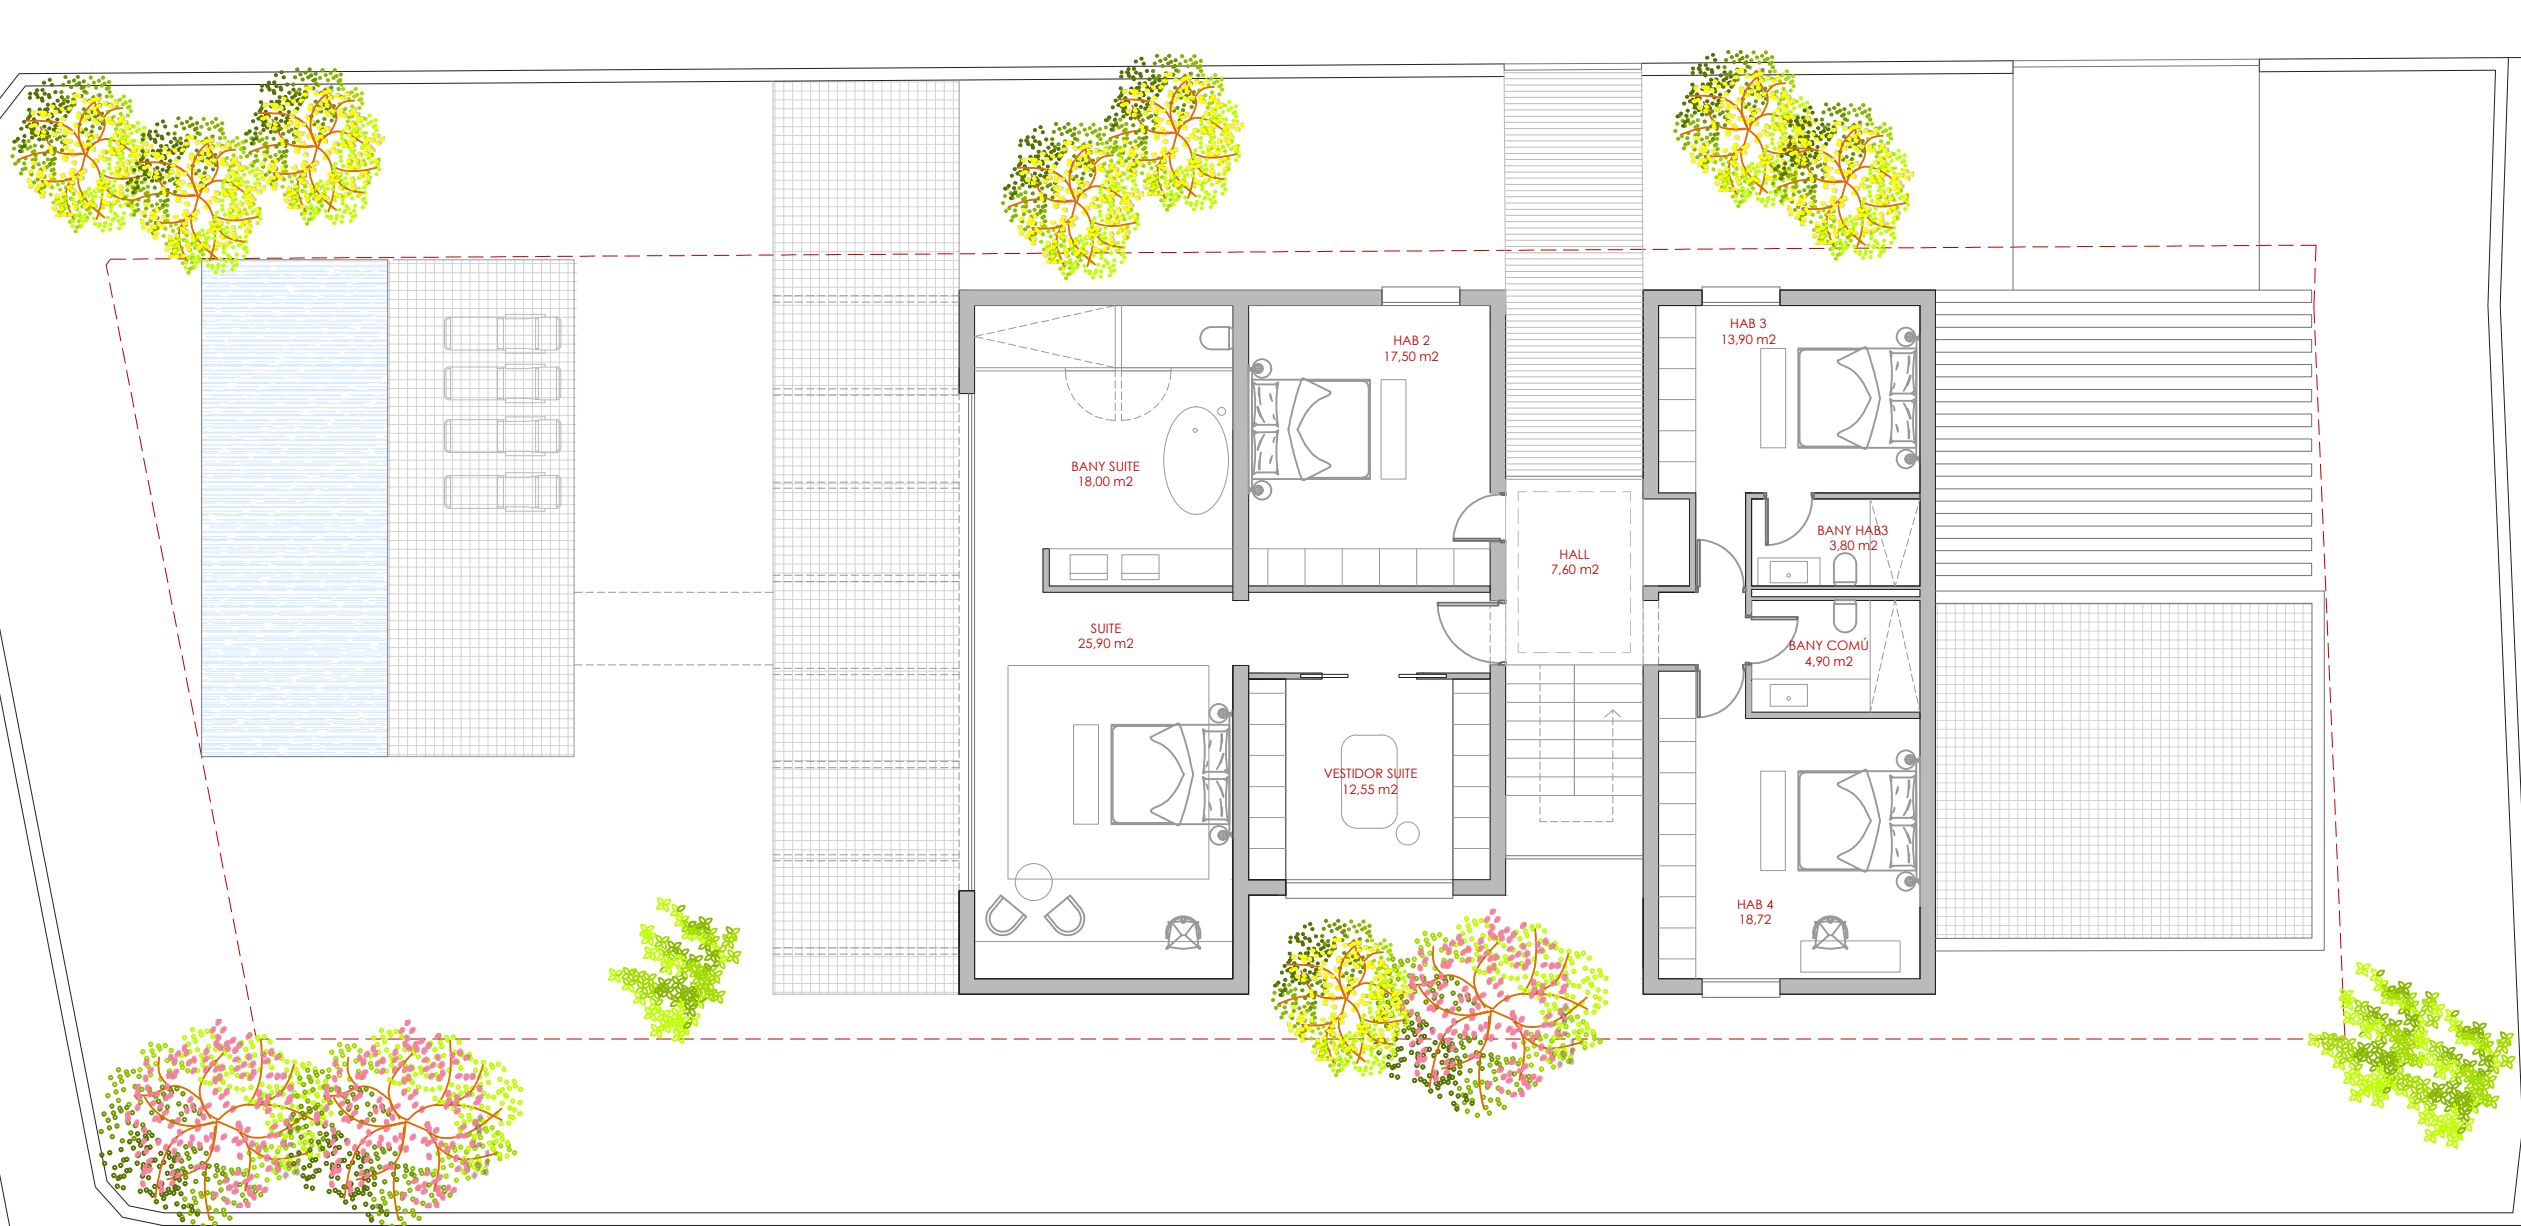 HAB 2
17,50 m2
HAB 3
13,90 m2
BANY SUITE
18,00 m2
BANY HAB3
3,80 m2
HALL
7,60 m2
SUITE
25,90 m2
BANY COMÚ
4,90 m2
VESTIDOR SUITE
12,55 m2
HAB 4
18,72